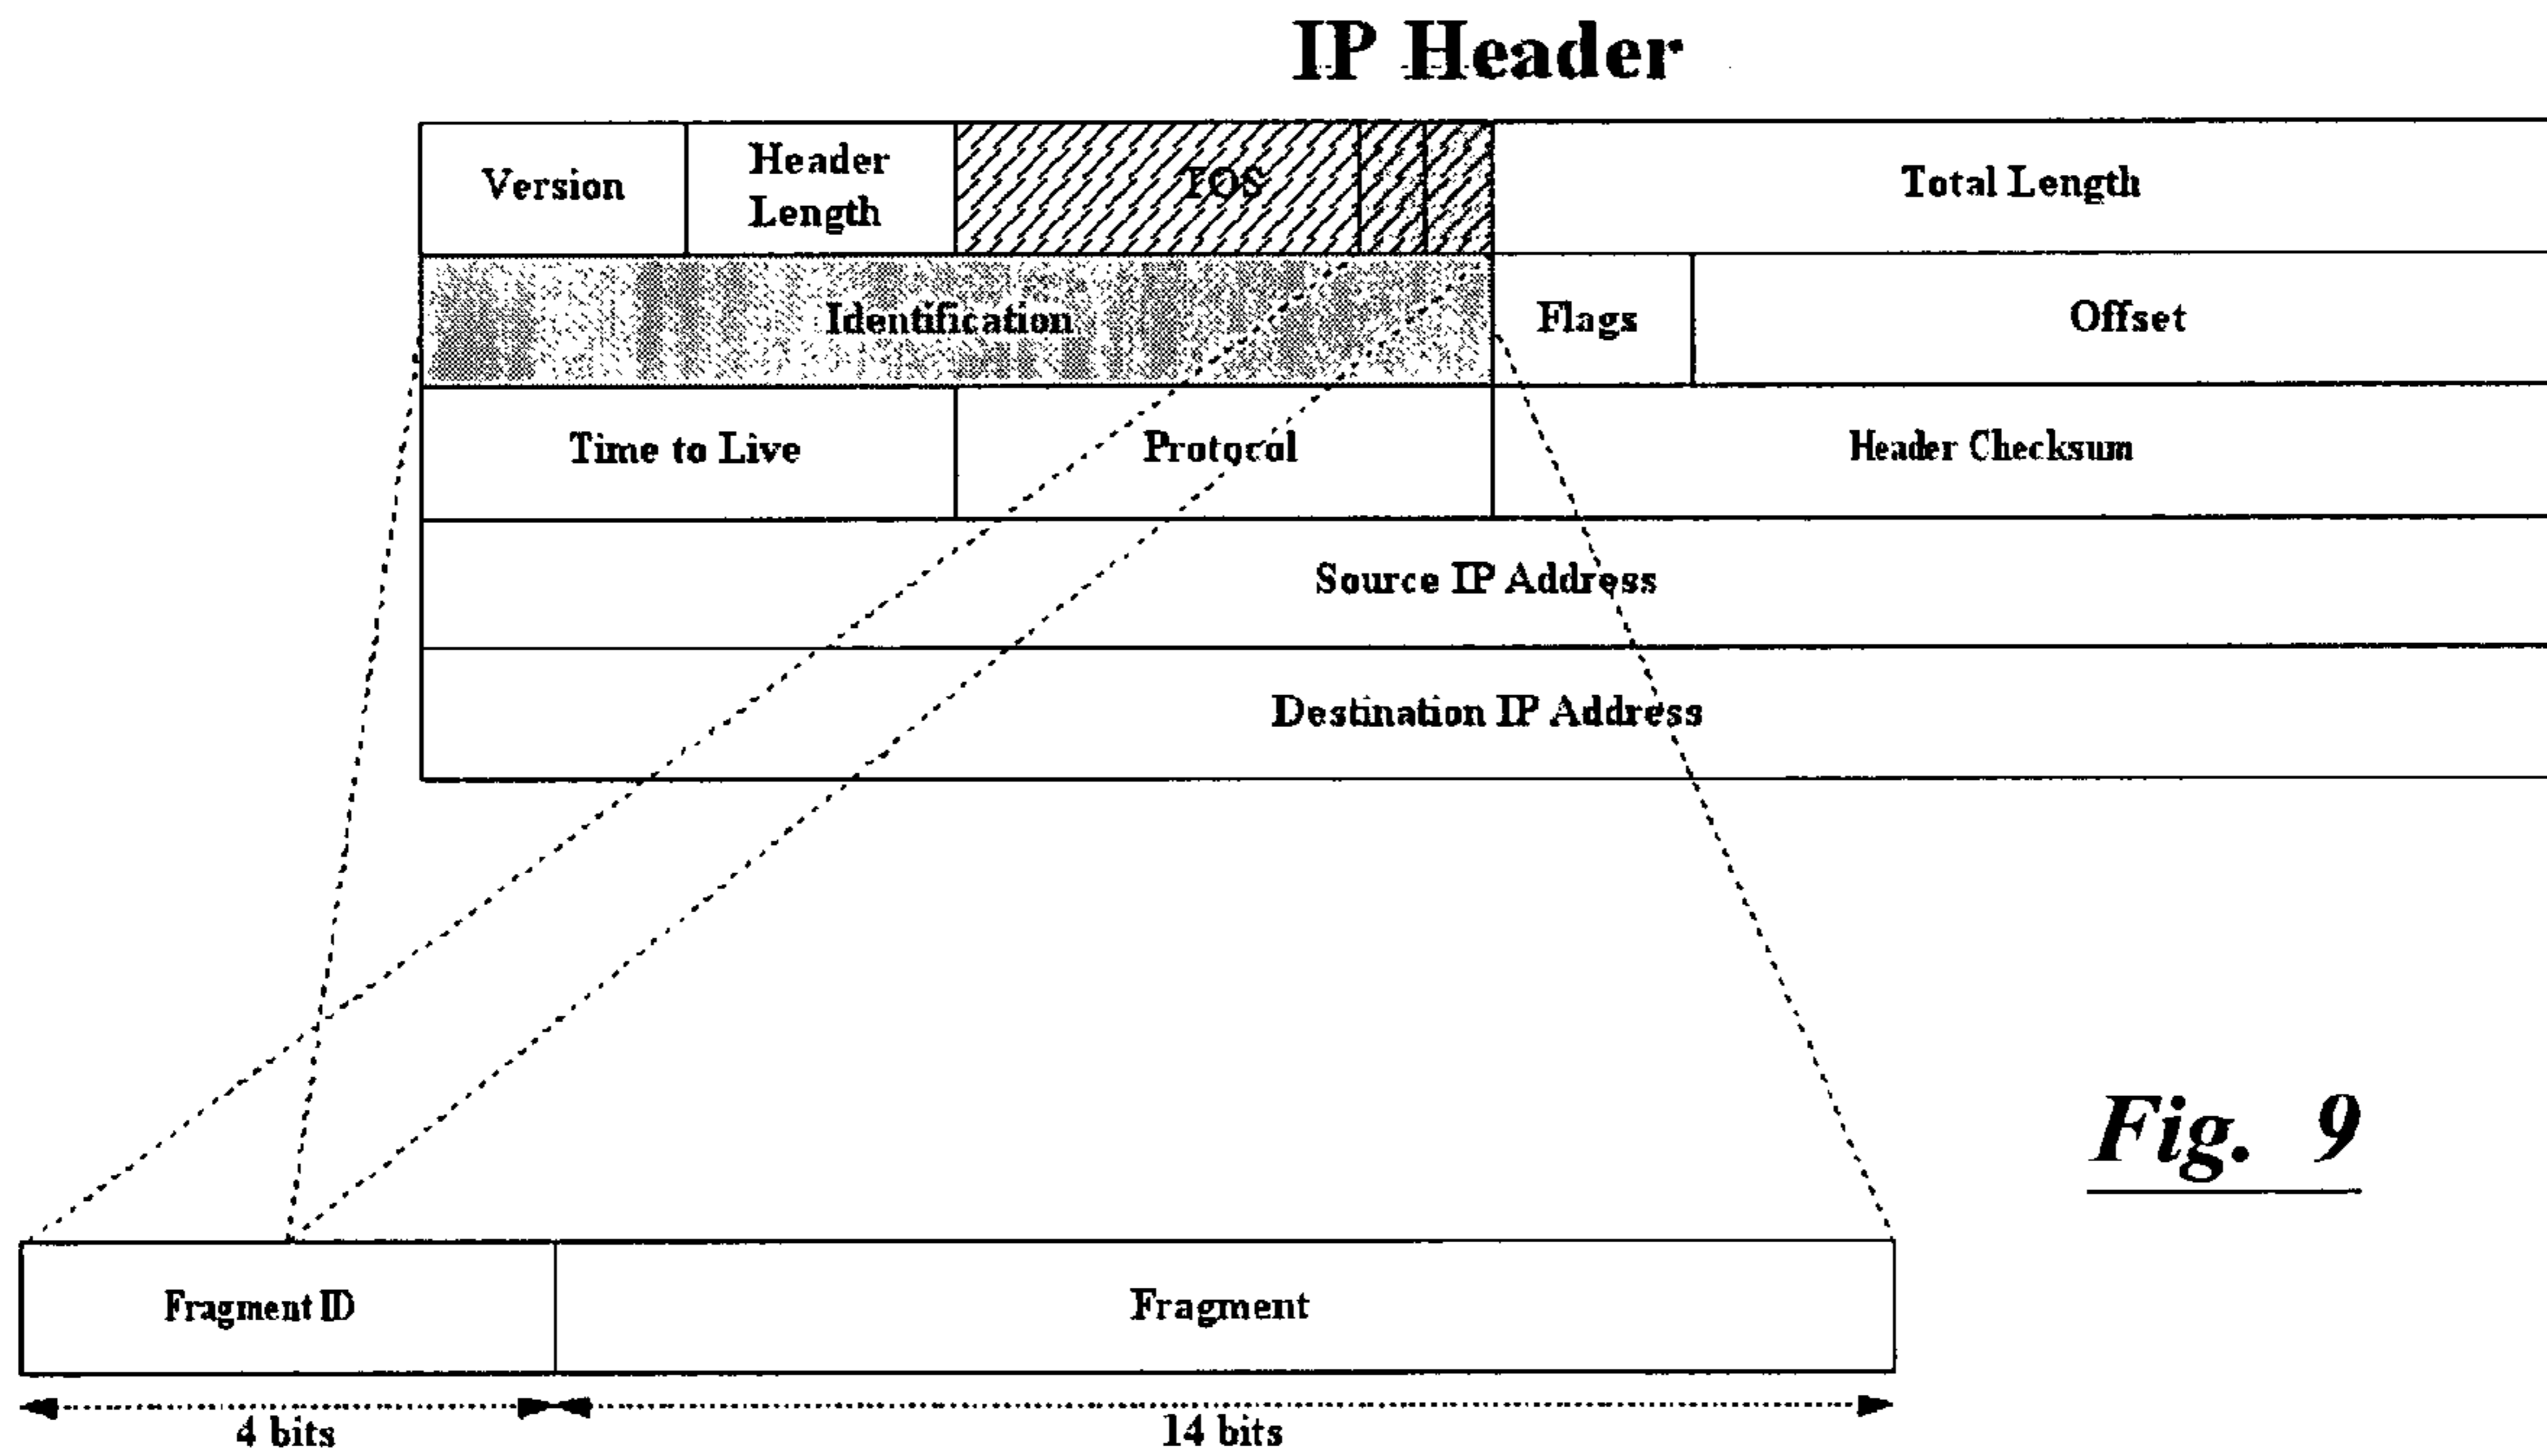 IP Header
Version
Header
Length
TOS
Total Length
Identification
Flags
Offset
Time to Live
Protocol
Header Checksum
Source IP Address
Destination IP Address
Fig. 9
Fragment ID
Fragment
4 bits
14 bits